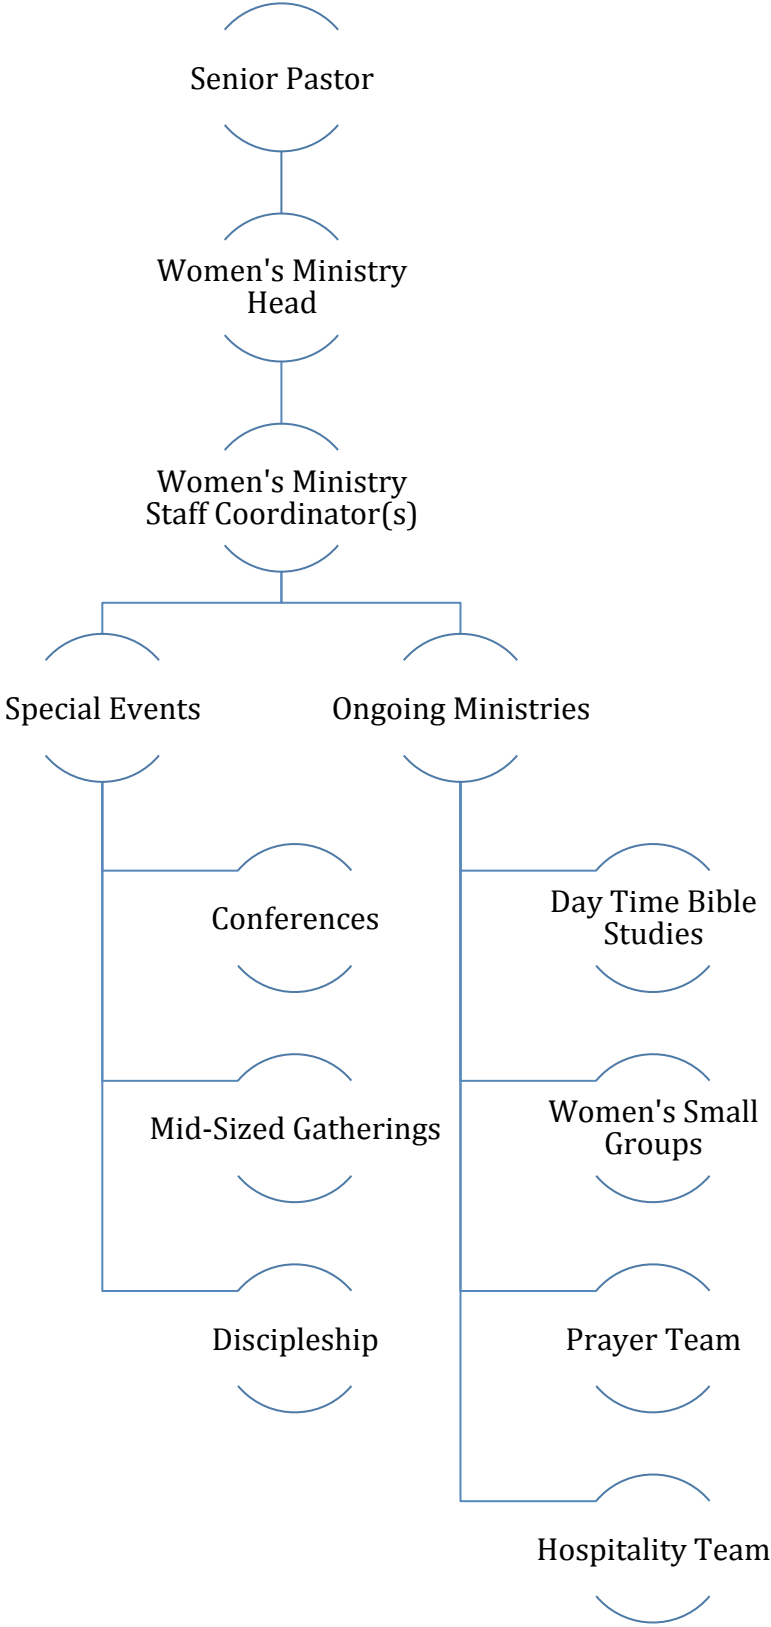 Senior Pastor
Women's Ministry
Head
Women's Ministry
Staff Coordinator(s)
Special Events
Ongoing Ministries
Conferences
Day Time Bible
Studies
Mid-Sized Gatherings
Women's Small
Groups
Discipleship
Prayer Team
Hospitality Team